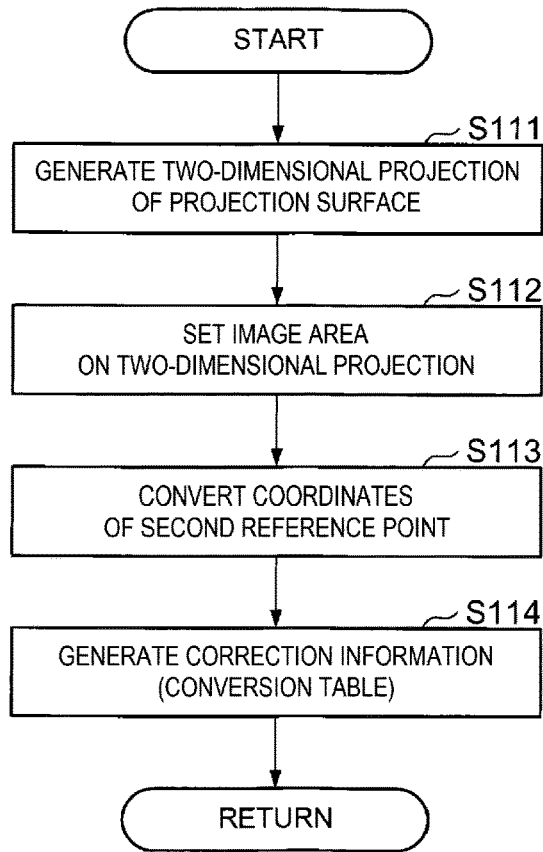 START
S111
GENERATE TWO-DIMENSIONAL PROJECTION
OF PROJECTION SURFACE
S112
SET IMAGE AREA
ON TWO-DIMENSIONAL PROJECTION
S113
CONVERT COORDINATES
OF SECOND REFERENCE POINT
S114
GENERATE CORRECTION INFORMATION
(CONVERSION TABLE)
RETURN